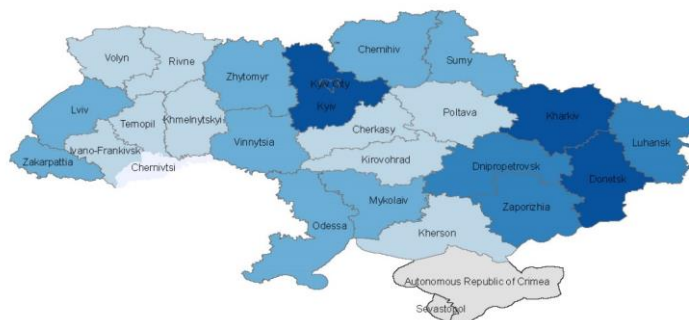 Volyn
Rivne
Zhytomyr
Kyiv City
Kyiv
Chernihiv
Sumy
Lviv
Ternopil
Khmelnytskyi
Vinnytsia
Cherkasy
Poltava
Kharkiv
Luhansk
Ivano-Frankivsk
Zakarpattia
Chernivtsi
Kirovohrad
Dnipropetrovsk
Donetsk
Odessa
Mykolaiv
Zaporizhia
Kherson
Autonomous Republic of Crimea
Sevastopol